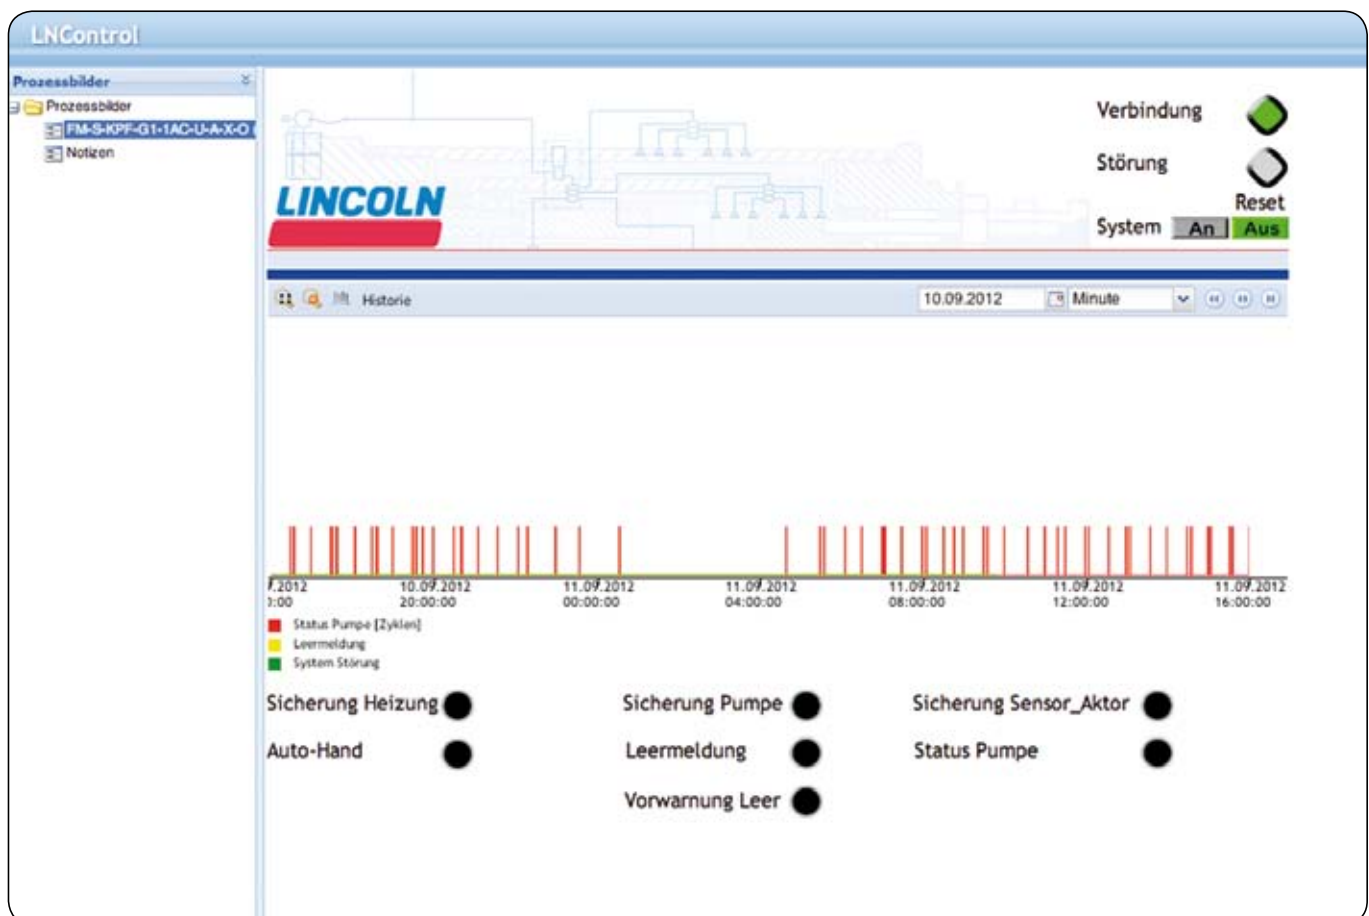 LNControl
Prozessbilder
Prozessbilder
FM-S-KPF-G1-1AC-U-A-X-O
Notizen
LINCOLN
Verbindung
Störung
Reset
System An Aus
Historie 10.09.2012 Minute
.2012 10.09.2012 11.09.2012 11.09.2012 11.09.2012 11.09.2012 11.09.2012
:00 20:00:00 00:00:00 04:00:00 08:00:00 12:00:00 16:00:00
Status Pumpe [Zyklen]
Leermeldung
System Störung
Sicherung Heizung Sicherung Pumpe Sicherung Sensor_Aktor
Auto-Hand Leermeldung Status Pumpe
Vorwarnung Leer